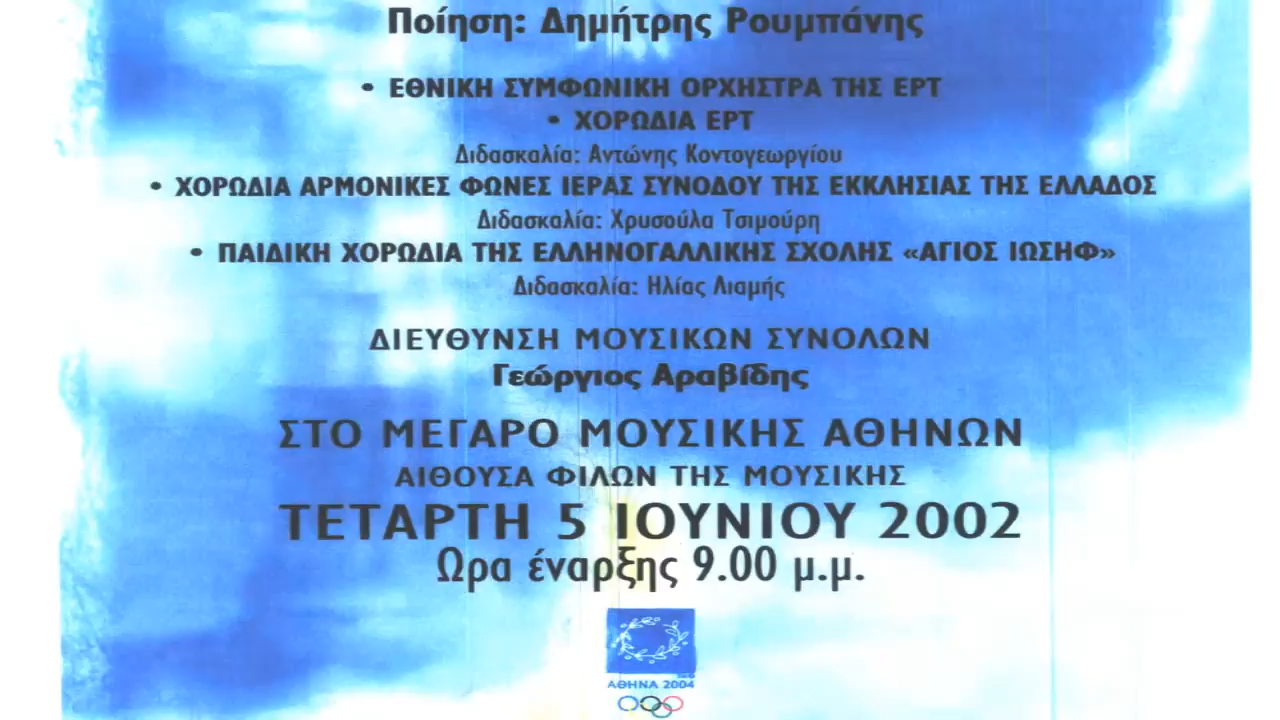 Ποίηση: Δημήτρης Ρουμπάνης
• ΕΘΝΙΚΗ ΣΥΜΦΩΝΙΚΗ ΟΡΧΗΣΤΡΑ ΤΗΣ ΕΡΤ
• ΧΟΡΩΔΙΑ ΕΡΤ
Διδασκαλία: Αντώνης Κοντογεωργίου
• ΧΟΡΩΔΙΑ ΑΡΜΟΝΙΚΕΣ ΦΩΝΕΣ ΙΕΡΑΣ ΣΥΝΟΔΟΥ ΤΗΣ ΕΚΚΛΗΣΙΑΣ ΤΗΣ ΕΛΛΑΔΟΣ
Διδασκαλία: Χρυσούλα Τσιμούρη
• ΠΑΙΔΙΚΗ ΧΟΡΩΔΙΑ ΤΗΣ ΕΛΛΗΝΟΓΑΛΛΙΚΗΣ ΣΧΟΛΗΣ «ΑΓΙΟΣ ΙΩΣΗΦ»
Διδασκαλία: Ηλίας Λιαμής
ΔΙΕΥΘΥΝΣΗ ΜΟΥΣΙΚΩΝ ΣΥΝΟΛΩΝ
Γεώργιος Αραβίδης
ΣΤΟ ΜΕΓΑΡΟ ΜΟΥΣΙΚΗΣ ΑΘΗΝΩΝ
ΑΙΘΟΥΣΑ ΦΙΛΩΝ ΤΗΣ ΜΟΥΣΙΚΗΣ
ΤΕΤΑΡΤΗ 5 ΙΟΥΝΙΟΥ 2002
Ωρα έναρξης 9.00 μ.μ.
ΑΘΗΝΑ 2004